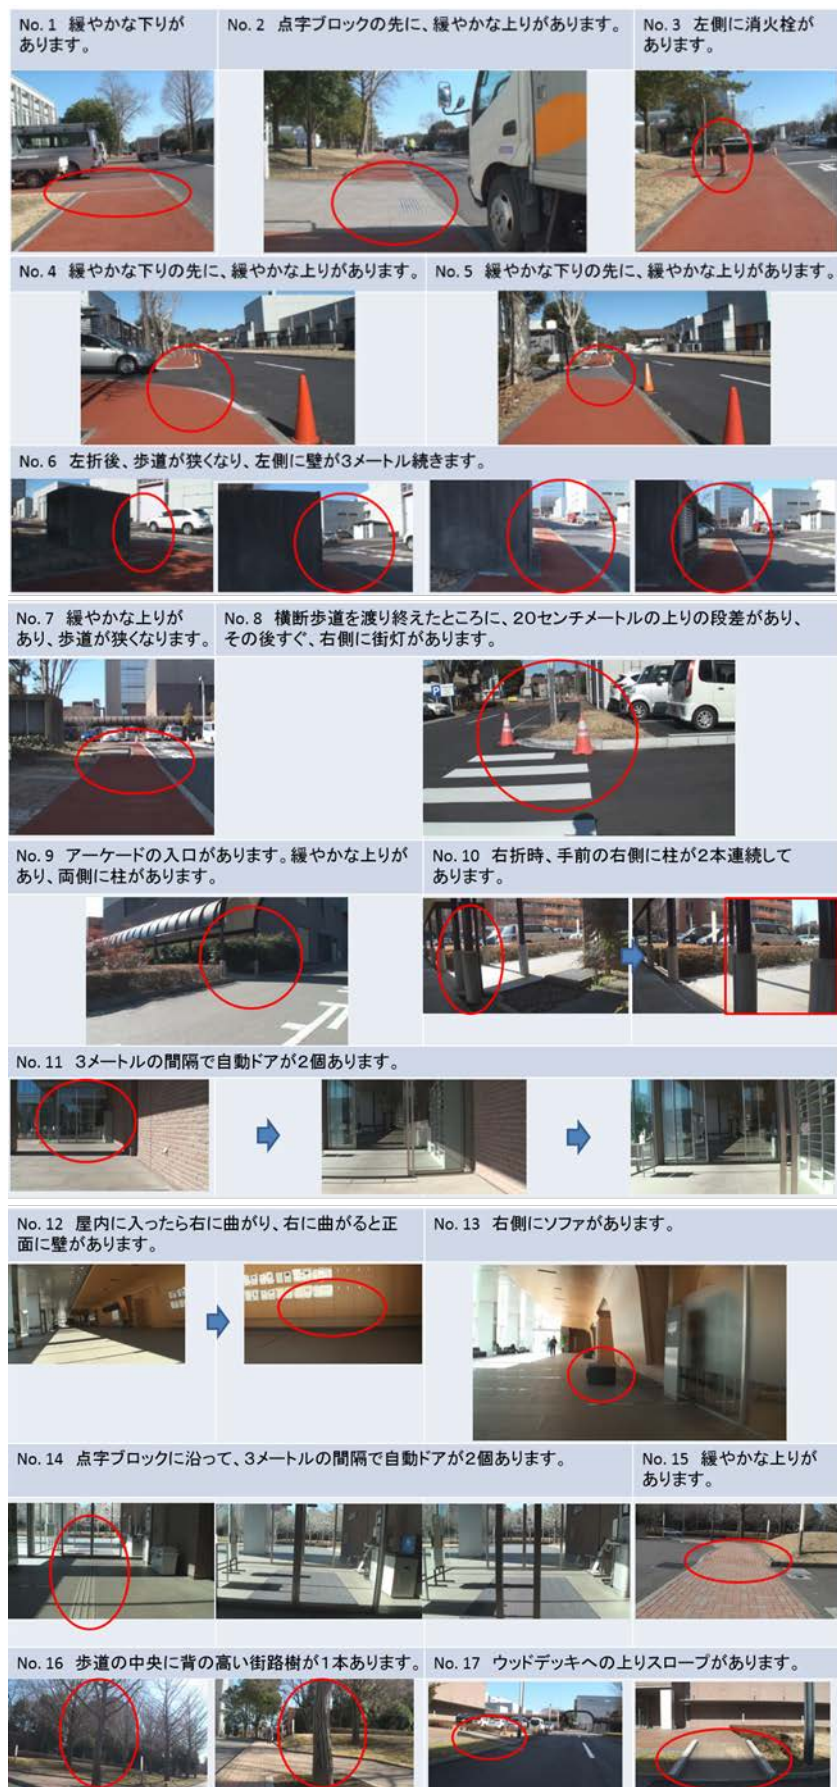 No. 1 緩やかな下りが
あります。
No. 2 点字ブロックの先に、緩やかな上りがあります。
No. 3 左側に消火栓が
あります。
No. 4 緩やかな下りの先に、緩やかな上りがあります。
No. 5 緩やかな下りの先に、緩やかな上りがあります。
No. 6 左折後、歩道が狭くなり、左側に壁が3メートル続きます。
No. 7 緩やかな上りが
あり、歩道が狭くなります。
No. 8 横断歩道を渡り終えたところに、20センチメートルの上りの段差があり、
その後すぐ、右側に街灯があります。
P
No. 9 アーケードの入口があります。緩やかな上りが
あり、両側に柱があります。
No. 10 右折時、手前の右側に柱が2本連続して
あります。
No. 11 3メートルの間隔で自動ドアが2個あります。
No. 12 屋内に入ったら右に曲がり、右に曲がると正
面に壁があります。
No. 13 右側にソファがあります。
No. 14 点字ブロックに沿って、3メートルの間隔で自動ドアが2個あります。
No. 15 緩やかな上りが
あります。
No. 16 歩道の中央に背の高い街路樹が1本あります。
No. 17 ウッドデッキへの上りスロープがあります。